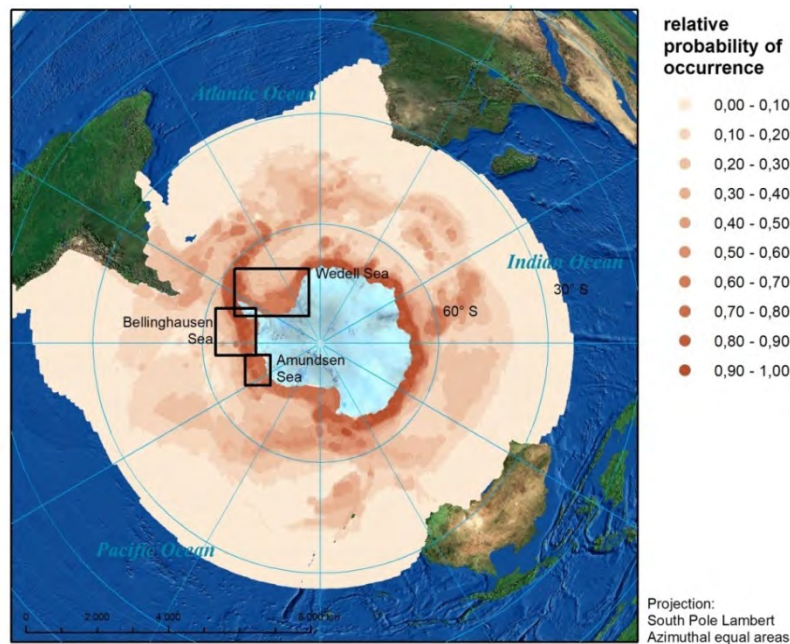 relative
probability of
occurrence
0,00 - 0,10
0,10 - 0,20
0,20 - 0,30
0,30 - 0,40
0,40 - 0,50
0,50 - 0,60
0,60 - 0,70
0,70 - 0,80
0,80 - 0,90
0,90 - 1,00
Atlantic Ocean
Wedell Sea
Indian Ocean
30° S
60° S
Bellinghausen
Sea
Amundsen
Sea
Pacific Ocean
0 2 000 4 000 8 000 km
Projection:
South Pole Lambert
Azimuthal equal areas